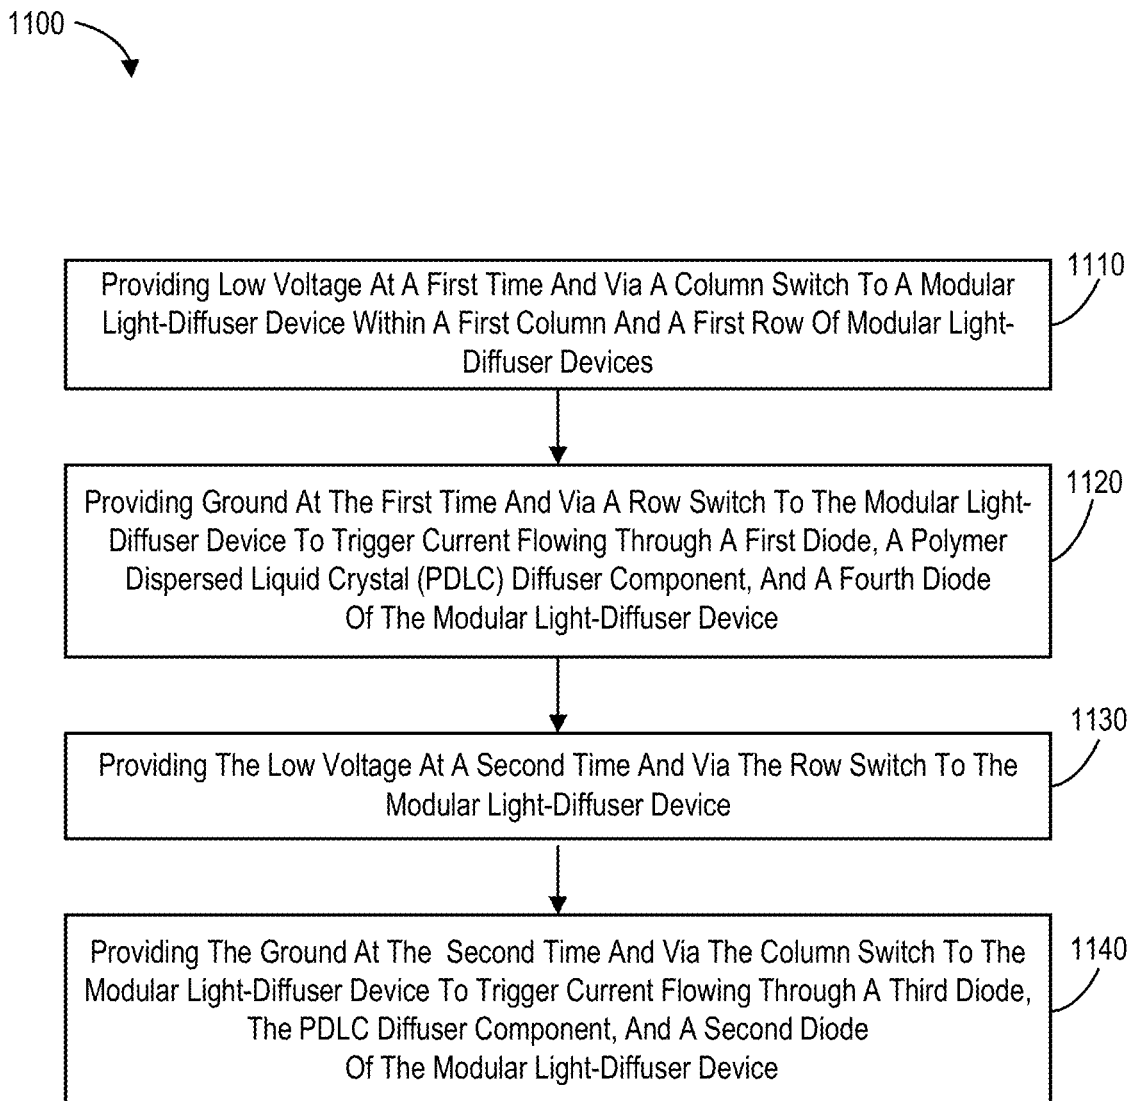 1100
1110
Providing Low Voltage At A First Time And Via A Column Switch To A Modular
Light-Diffuser Device Within A First Column And A First Row Of Modular Light-
Diffuser Devices
1120
Providing Ground At The First Time And Via A Row Switch To The Modular Light-
Diffuser Device To Trigger Current Flowing Through A First Diode, A Polymer
Dispersed Liquid Crystal (PDLC) Diffuser Component, And A Fourth Diode
Of The Modular Light-Diffuser Device
1130
Providing The Low Voltage At A Second Time And Via The Row Switch To The
Modular Light-Diffuser Device
1140
Providing The Ground At The Second Time And Via The Column Switch To The
Modular Light-Diffuser Device To Trigger Current Flowing Through A Third Diode,
The PDLC Diffuser Component, And A Second Diode
Of The Modular Light-Diffuser Device